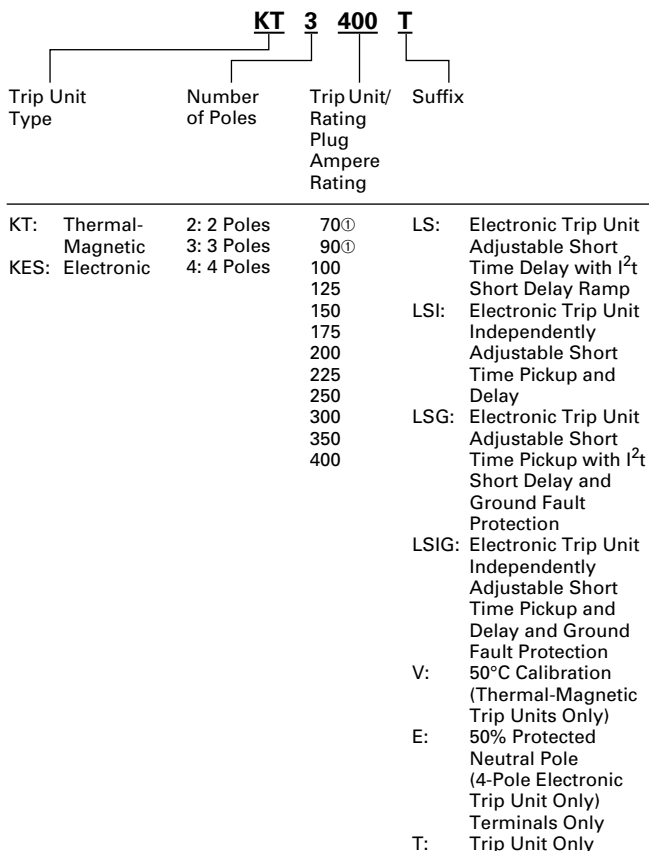 KT 3 400 T
Trip Unit Type
Number of Poles
Trip Unit/ Rating Plug Ampere Rating
Suffix
KT: Thermal-
Magnetic
KES: Electronic
2: 2 Poles
3: 3 Poles
4: 4 Poles
70①
90①
100
125
150
175
200
225
250
300
350
400
LS: Electronic Trip Unit
Adjustable Short
Time Delay with I²t
Short Delay Ramp
LSI: Electronic Trip Unit
Independently
Adjustable Short
Time Pickup and
Delay
LSG: Electronic Trip Unit
Adjustable Short
Time Pickup with I²t
Short Delay and
Ground Fault
Protection
LSIG: Electronic Trip Unit
Independently
Adjustable Short
Time Pickup and
Delay and Ground
Fault Protection
V: 50°C Calibration
(Thermal-Magnetic
Trip Units Only)
E: 50% Protected
Neutral Pole
(4-Pole Electronic
Trip Unit Only)
Terminals Only
T: Trip Unit Only